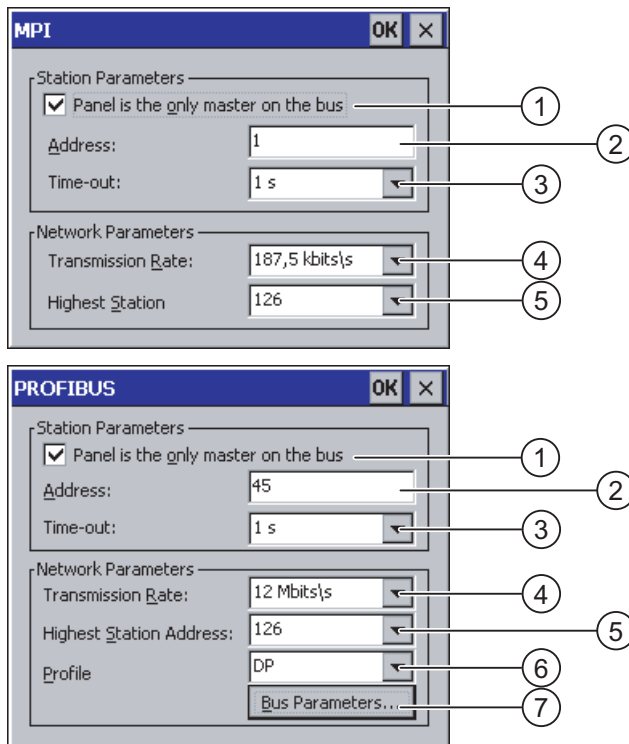 MPI OK ×
Station Parameters
Panel is the only master on the bus 1
Address: 1 2
Time-out: 1 s 3
Network Parameters
Transmission Rate: 187,5 kbits\s 4
Highest Station 126 5
PROFIBUS OK ×
Station Parameters
Panel is the only master on the bus 1
Address: 45 2
Time-out: 1 s 3
Network Parameters
Transmission Rate: 12 Mbits\s 4
Highest Station Address: 126 5
Profile DP 6
Bus Parameters... 7